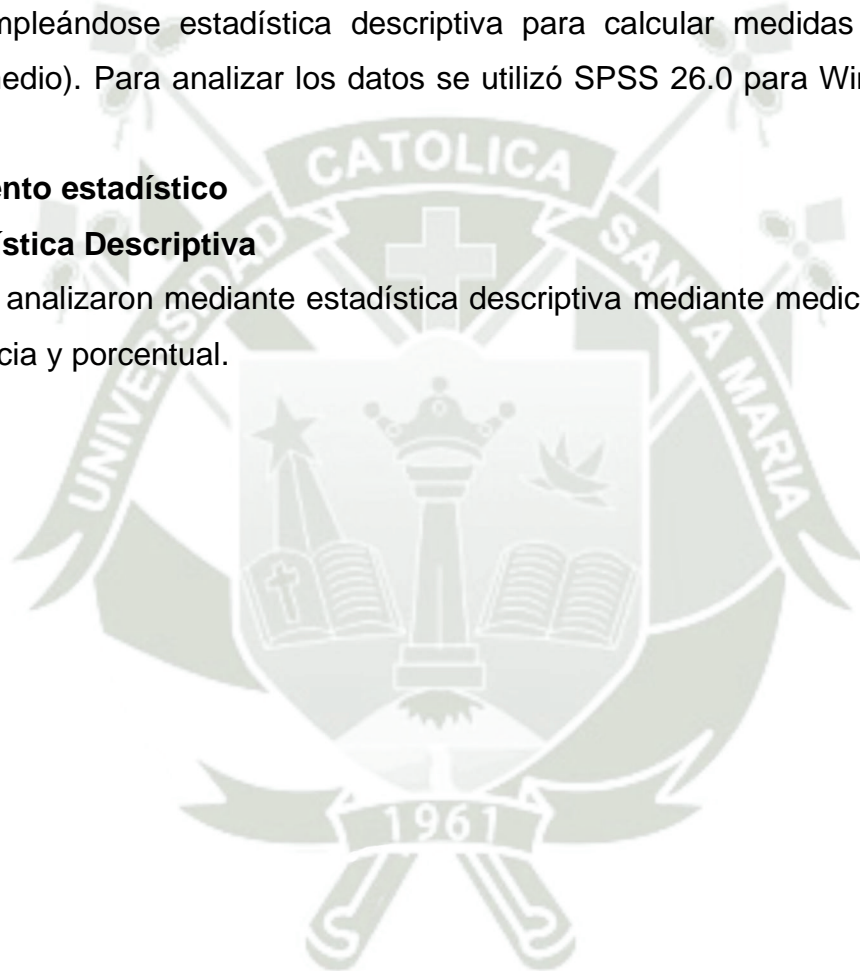 mpleándose estadística descriptiva para calcular medidas
medio). Para analizar los datos se utilizó SPSS 26.0 para Wi
ento estadístico
ística Descriptiva
analizaron mediante estadística descriptiva mediante medic
cia y porcentual.
UNIVERSIDAD CATOLICA SANTA MARIA
1961